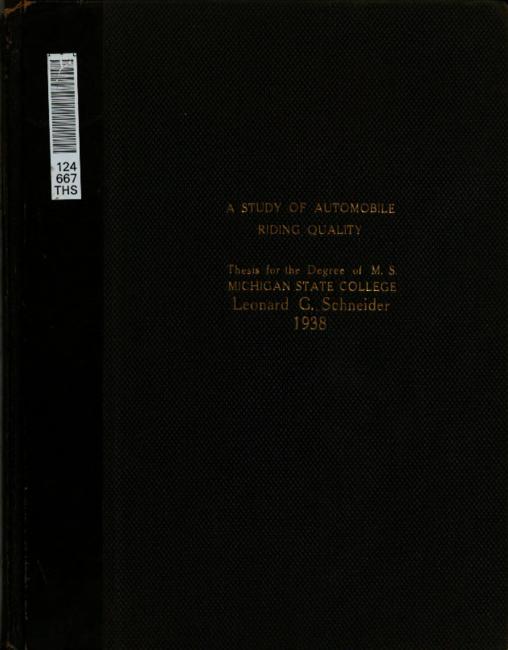 124
667
THS
A STUDY OF AUTOMOBILE
RIDING QUALITY
Thesis for the Degree of M. S.
MICHIGAN STATE COLLEGE
Leonard G. Schneider
1938